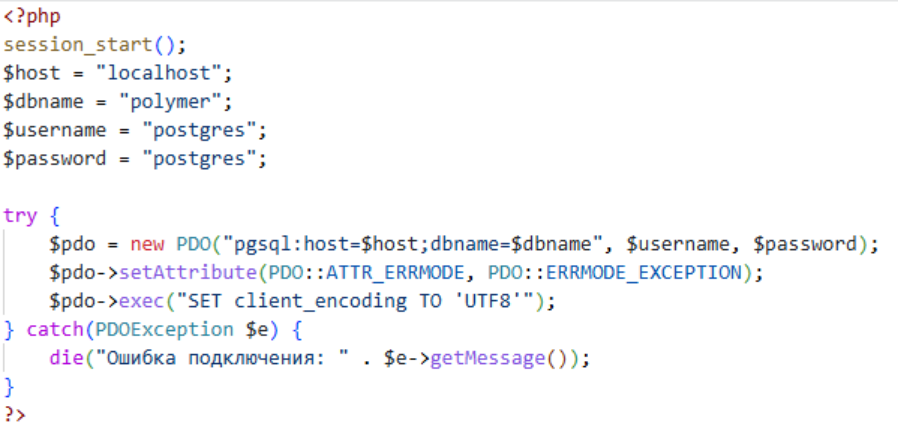 <?php
session_start();
$host = "localhost";
$dbname = "polymer";
$username = "postgres";
$password = "postgres";

try {
    $pdo = new PDO("pgsql:host=$host;dbname=$dbname", $username, $password);
    $pdo->setAttribute(PDO::ATTR_ERRMODE, PDO::ERRMODE_EXCEPTION);
    $pdo->exec("SET client_encoding TO 'UTF8'");
} catch(PDOException $e) {
    die("Ошибка подключения: " . $e->getMessage());
}
?>